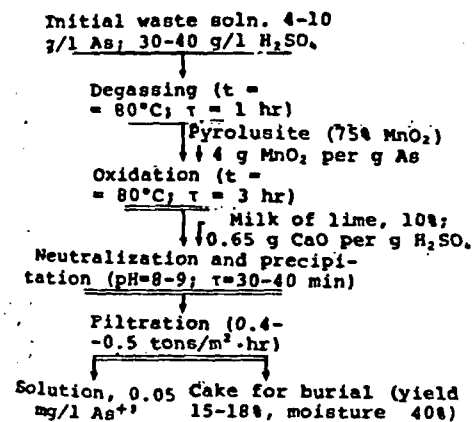 Initial waste soln. 4-10
g/l As; 30-40 g/l H₂SO₄
Degassing (t =
= 80°C; τ = 1 hr)
Pyrolusite (75% MnO₂)
4 g MnO₂ per g As
Oxidation (t =
= 80°C; τ = 3 hr)
Milk of lime, 10%;
0.65 g CaO per g H₂SO₄
Neutralization and precipi-
tation (pH=8-9; τ=30-40 min)
Filtration (0.4-
-0.5 tons/m²·hr)
Solution, 0.05 Cake for burial (yield
mg/l As⁺³ 15-18%, moisture 40%)